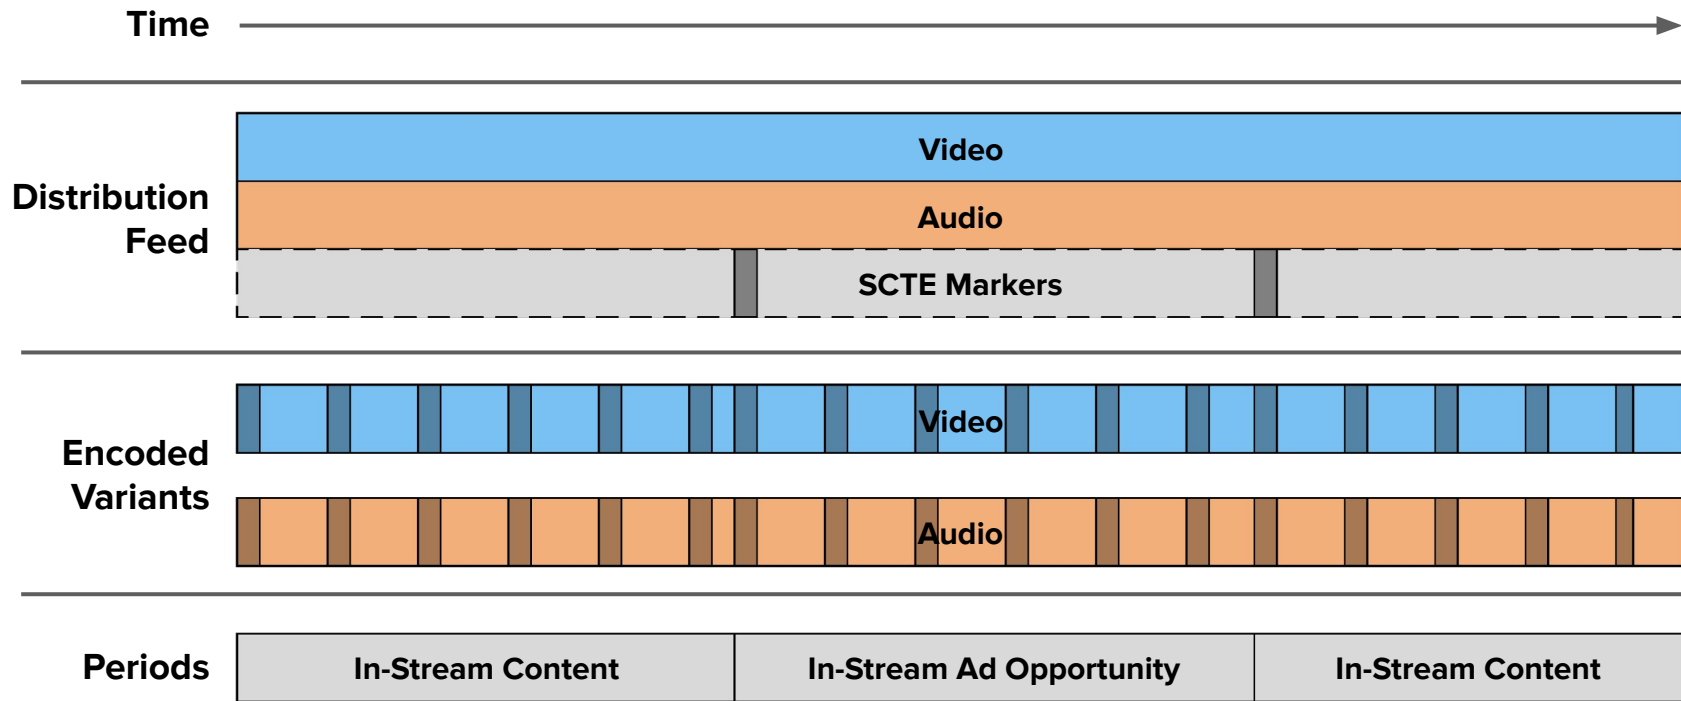 Time
Distribution
Feed
Video
Audio
SCTE Markers
Encoded
Variants
Video
Audio
Periods
In-Stream Content
In-Stream Ad Opportunity
In-Stream Content